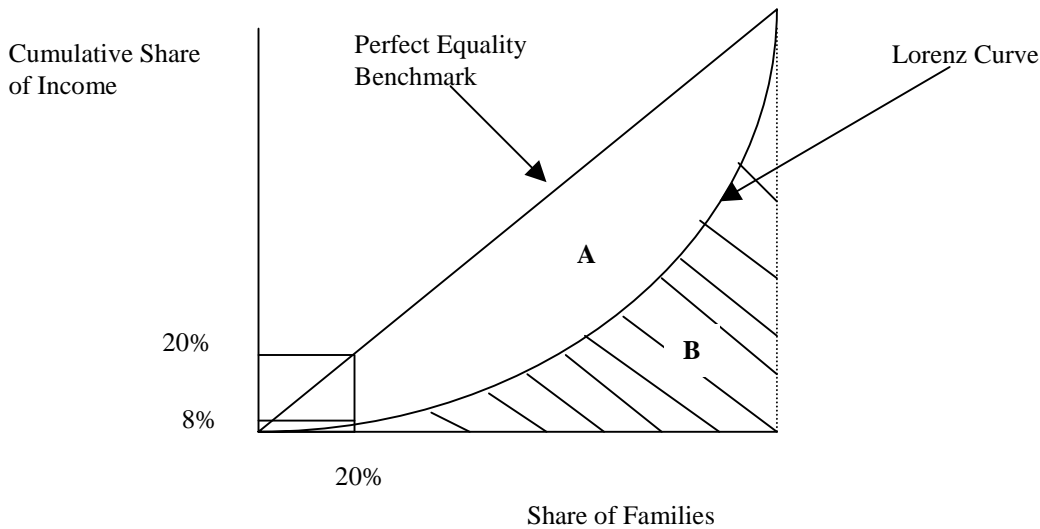 Cumulative Share
of Income
Perfect Equality
Benchmark
Lorenz Curve
A
20%
B
8%
20%
Share of Families